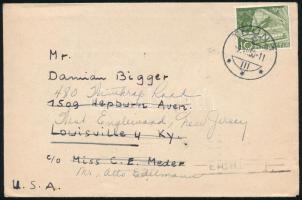 Mr.
Damian Bigger
480 Winthrop Road
1509 Hepburn Aven.
West Englewood, New Jersey
Louisville 4 Ky.
c/o Miss C. E. Meder
Mr. Otto Edelmann
U.S.A.